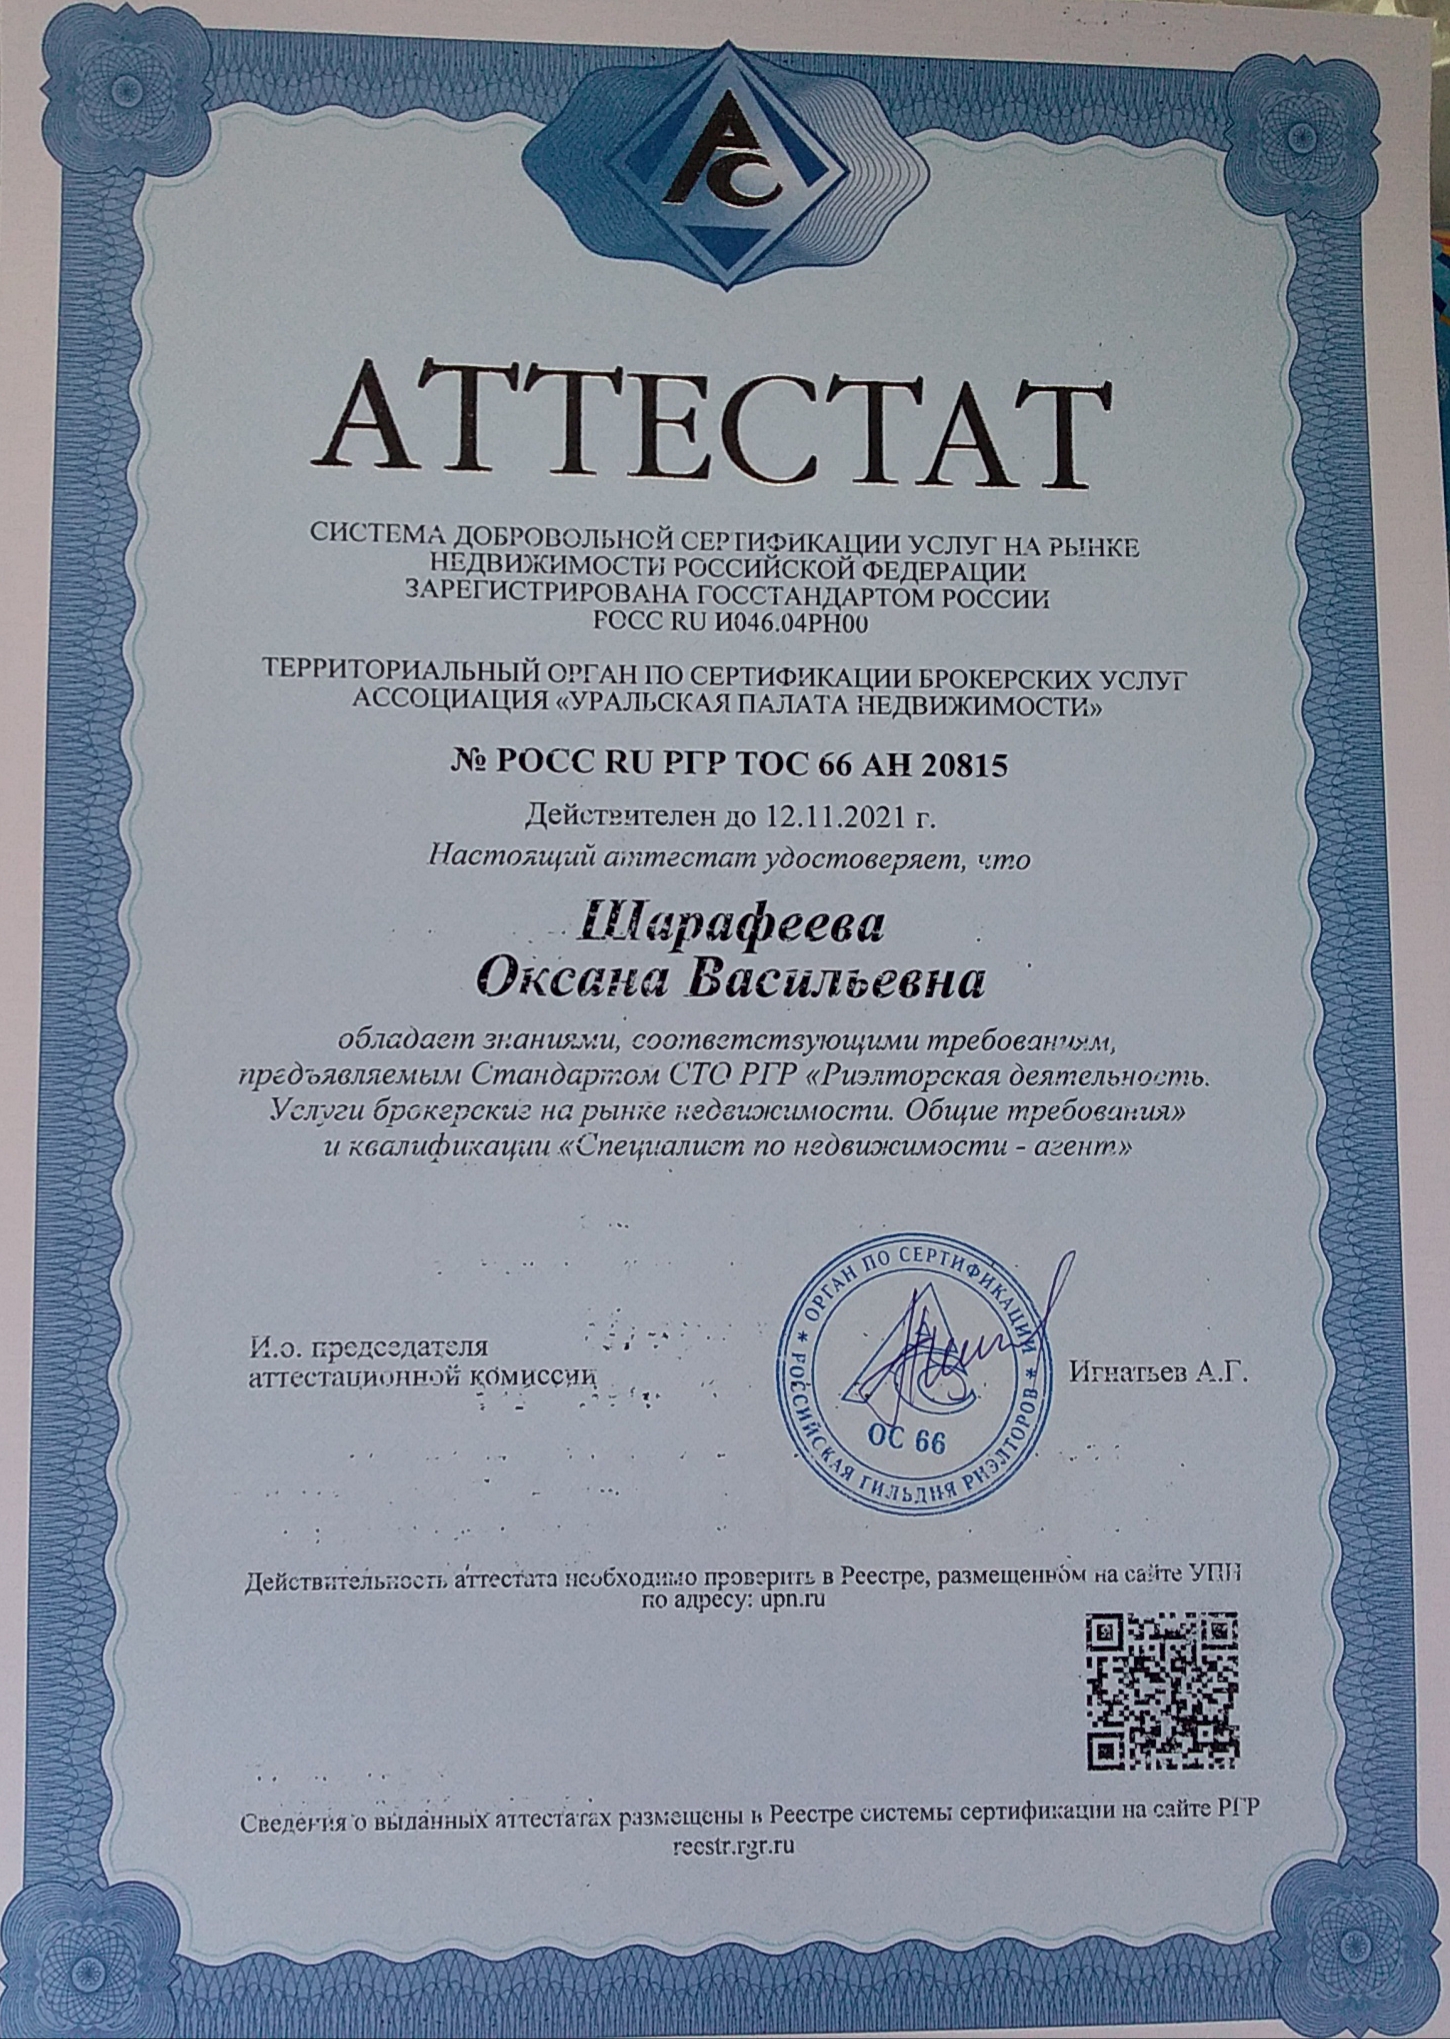 АС
АТТЕСТАТ
СИСТЕМА ДОБРОВОЛЬНОЙ СЕРТИФИКАЦИИ УСЛУГ НА РЫНКЕ
НЕДВИЖИМОСТИ РОССИЙСКОЙ ФЕДЕРАЦИИ
ЗАРЕГИСТРИРОВАНА ГОССТАНДАРТОМ РОССИИ
РОСС RU И046.04РН00
ТЕРРИТОРИАЛЬНЫЙ ОРГАН ПО СЕРТИФИКАЦИИ БРОКЕРСКИХ УСЛУГ
АССОЦИАЦИЯ «УРАЛЬСКАЯ ПАЛАТА НЕДВИЖИМОСТИ»
№ РОСС RU РГР ТОС 66 АН 20815
Действителен до 12.11.2021 г.
Настоящий аттестат удостоверяет, что
Шарафеева
Оксана Васильевна
обладает знаниями, соответствующими требованиям,
предъявляемым Стандартом СТО РГР «Риэлторская деятельность.
Услуги брокерские на рынке недвижимости. Общие требования»
и квалификации «Специалист по недвижимости - агент»
И.о. председателя
аттестационной комиссии
* ОРГАН ПО СЕРТИФИКАЦИИ *
РОССИЙСКАЯ ГИЛЬДИЯ РИЭЛТОРОВ
АС
ОС 66
Игнатьев А.Г.
Действительность аттестата необходимо проверить в Реестре, размещенном на сайте УПН
по адресу: upn.ru
Сведения о выданных аттестатах размещены в Реестре системы сертификации на сайте РГР
reestr.rgr.ru